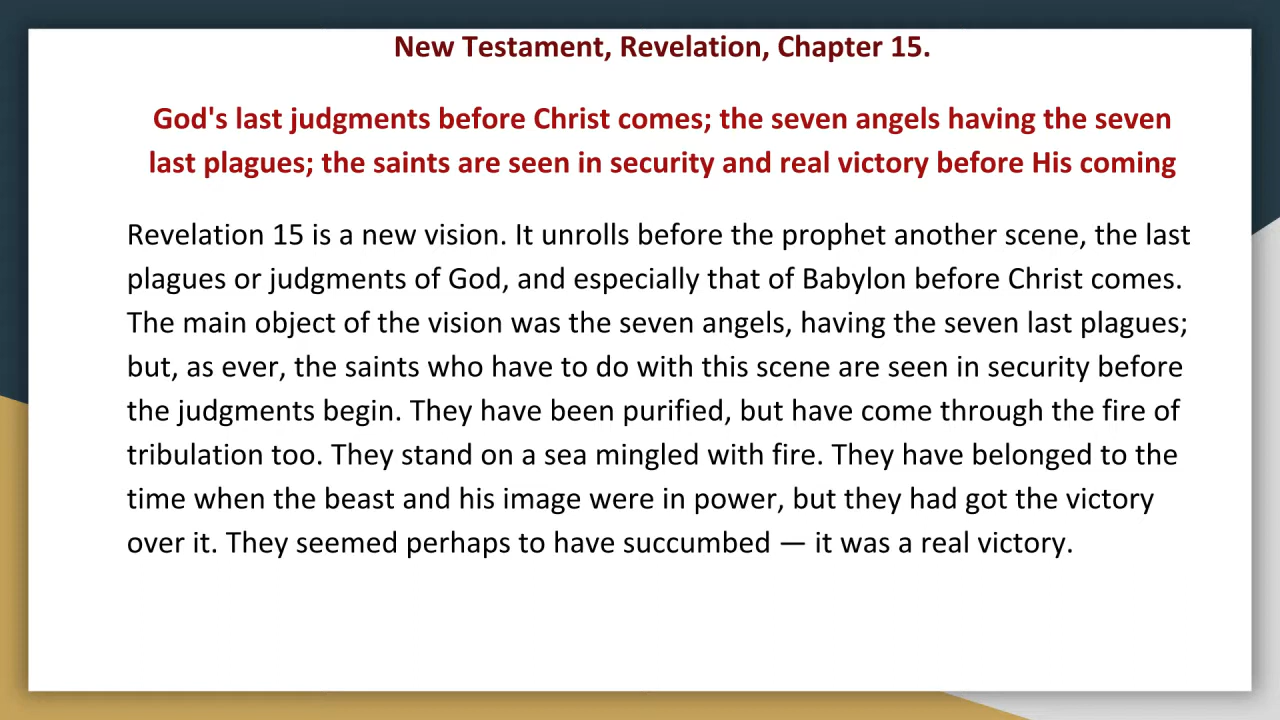 New Testament, Revelation, Chapter 15.
God's last judgments before Christ comes; the seven angels having the seven
last plagues; the saints are seen in security and real victory before His coming
Revelation 15 is a new vision. It unrolls before the prophet another scene, the last
plagues or judgments of God, and especially that of Babylon before Christ comes.
The main object of the vision was the seven angels, having the seven last plagues;
but, as ever, the saints who have to do with this scene are seen in security before
the judgments begin. They have been purified, but have come through the fire of
tribulation too. They stand on a sea mingled with fire. They have belonged to the
time when the beast and his image were in power, but they had got the victory
over it. They seemed perhaps to have succumbed — it was a real victory.